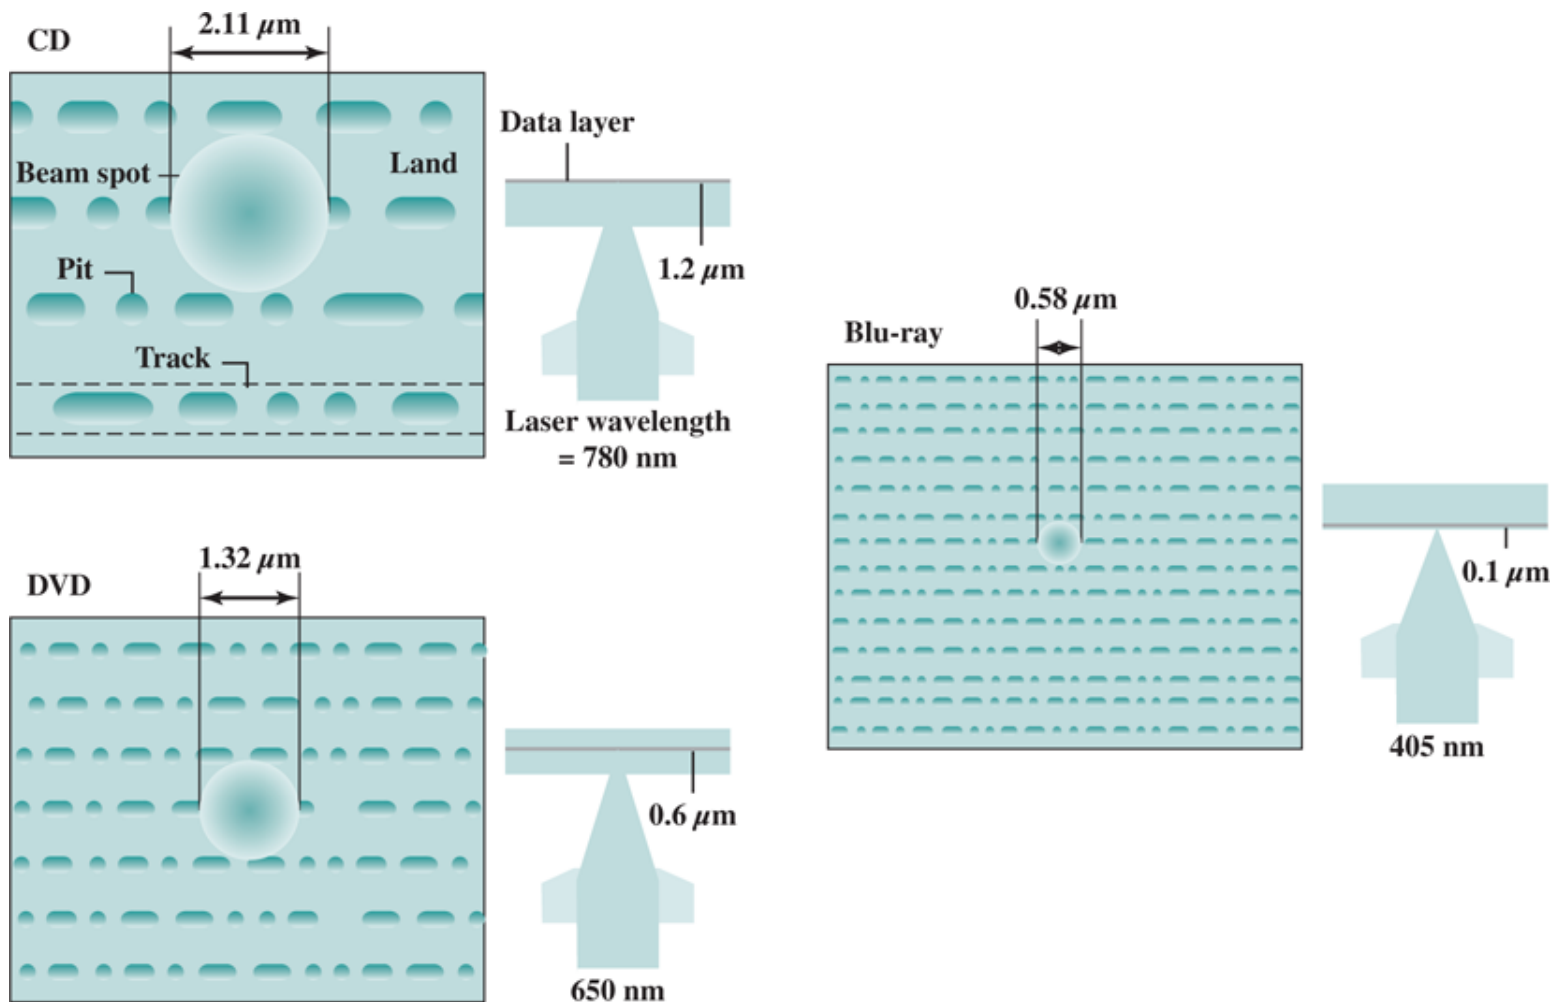 CD
2.11 μm
Data layer
Beam spot
Land
Pit
1.2 μm
Track
Laser wavelength
= 780 nm
DVD
1.32 μm
0.6 μm
650 nm
Blu-ray
0.58 μm
0.1 μm
405 nm